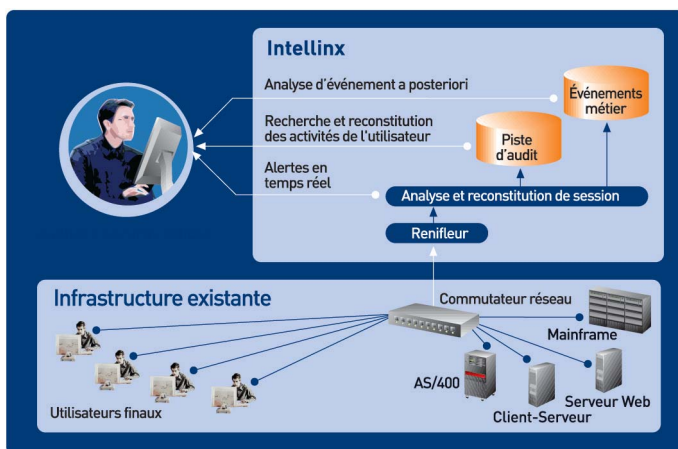 Intellinx
Analyse d'événement a posteriori
Événements
métier
Recherche et reconstitution
des activités de l'utilisateur
Piste
d'audit
Alertes en
temps réel
Analyse et reconstitution de session
Renifleur
Infrastructure existante
Commutateur réseau
Mainframe
AS/400
Serveur Web
Client-Serveur
Utilisateurs finaux